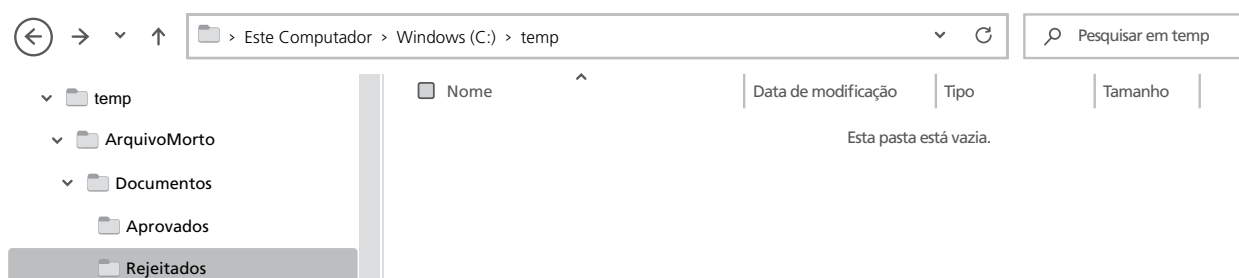 Este Computador > Windows (C:) > temp
Pesquisar em temp
temp
ArquivoMorto
Documentos
Aprovados
Rejeitados
Nome Data de modificação Tipo Tamanho
Esta pasta está vazia.